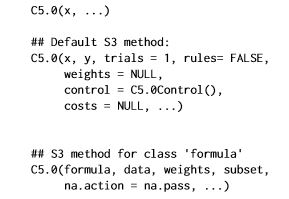 C5.0(x, ...)
## Default S3 method:
C5.0(x, y, trials = 1, rules= FALSE,
weights = NULL,
control = C5.0Control(),
costs = NULL, ...)
## S3 method for class 'formula'
C5.0(formula, data, weights, subset,
na.action = na.pass, ...)